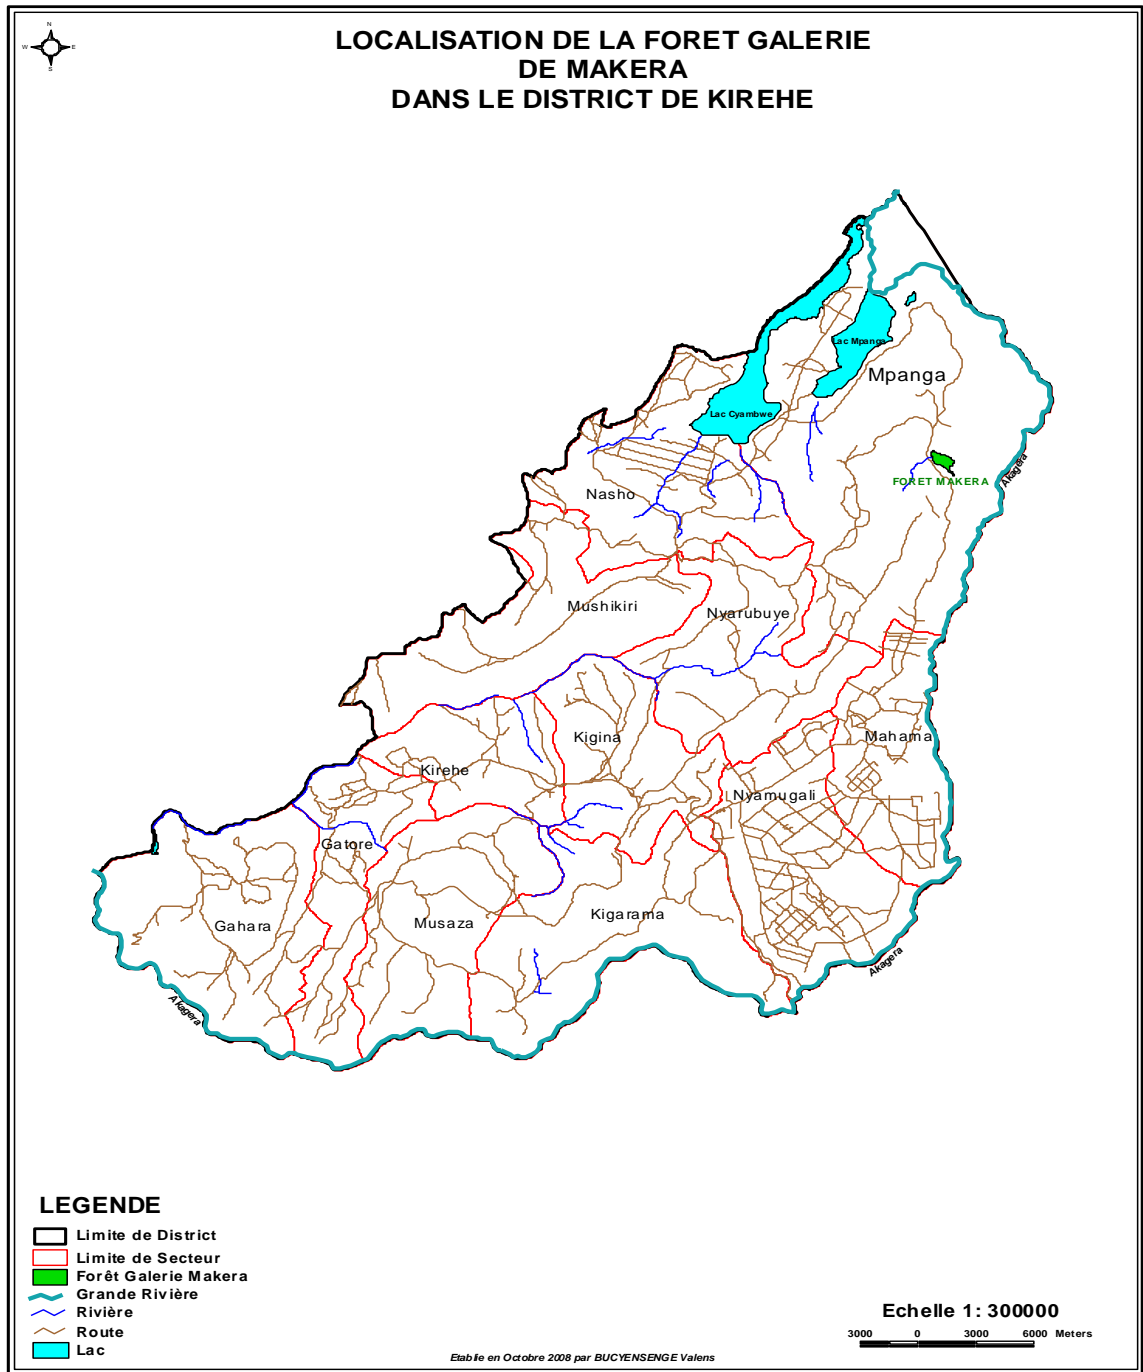 N
W
E
S
LOCALISATION DE LA FORET GALERIE
DE MAKERA
DANS LE DISTRICT DE KIREHE
Lac Mpanga
Mpanga
Lac Cyambwe
Akagera
FORET MAKERA
Nasho
Mushikiri
Nyarubuye
Kigina
Mahama
Kirehe
Nyamugali
Gatore
Kigarama
Musaza
Gahara
Akagera
Akagera
LEGENDE
Limite de District
Limite de Secteur
Forêt Galerie Makera
Grande Rivière
Rivière
Route
Lac
Echelle 1: 300000
3000 0 3000 6000 Meters
Etablie en Octobre 2008 par BUCYENSENGE Valens